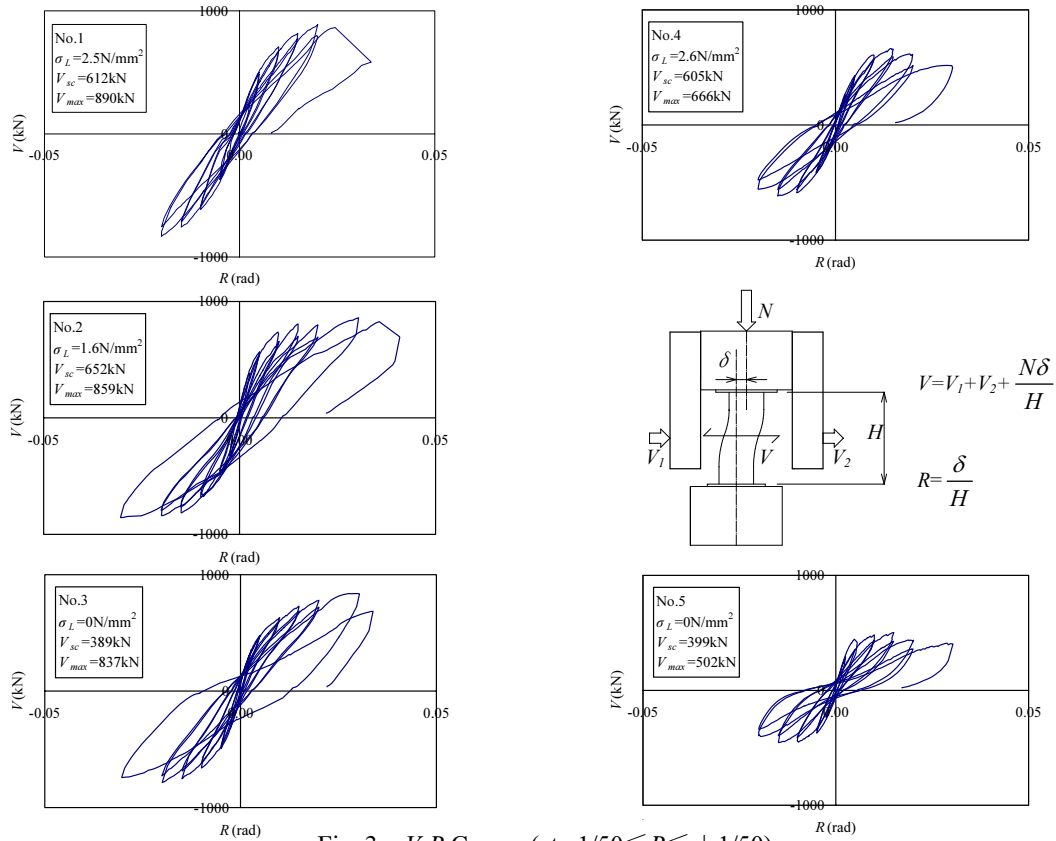 1000
No.1
σL=2.5N/mm²
Vsc=612kN
Vmax=890kN
V(kN)
0
-0.05
0.00
0.05
-1000
R (rad)
1000
No.4
σL=2.6N/mm²
Vsc=605kN
Vmax=666kN
V(kN)
0
-0.05
0.00
0.05
-1000
R (rad)
1000
No.2
σL=1.6N/mm²
Vsc=652kN
Vmax=859kN
V(kN)
0
-0.05
0.00
0.05
-1000
R (rad)
N
δ
H
V1
V
V2
V=V1+V2+ Nδ/H
R= δ/H
1000
No.3
σL=0N/mm²
Vsc=389kN
Vmax=837kN
V(kN)
0
-0.05
0.00
0.05
-1000
R (rad)
1000
No.5
σL=0N/mm²
Vsc=399kN
Vmax=502kN
V(kN)
0
-0.05
0.00
0.05
-1000
R (rad)